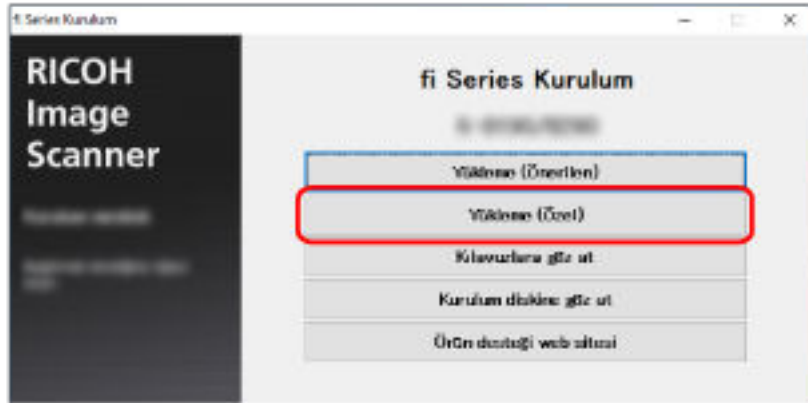 fi Series Kurulum
RICOH
Image
Scanner
fi Series Kurulum
Yükleme (Önerilen)
Yükleme (Özel)
Kılavuzlara göz at
Kurulum diskine göz at
Ürün desteği web sitesi